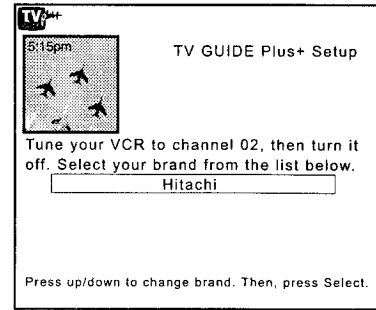 TV
5:15pm
TV GUIDE Plus+ Setup
Tune your VCR to channel 02, then turn it
off. Select your brand from the list below.
Hitachi
Press up/down to change brand. Then, press Select.